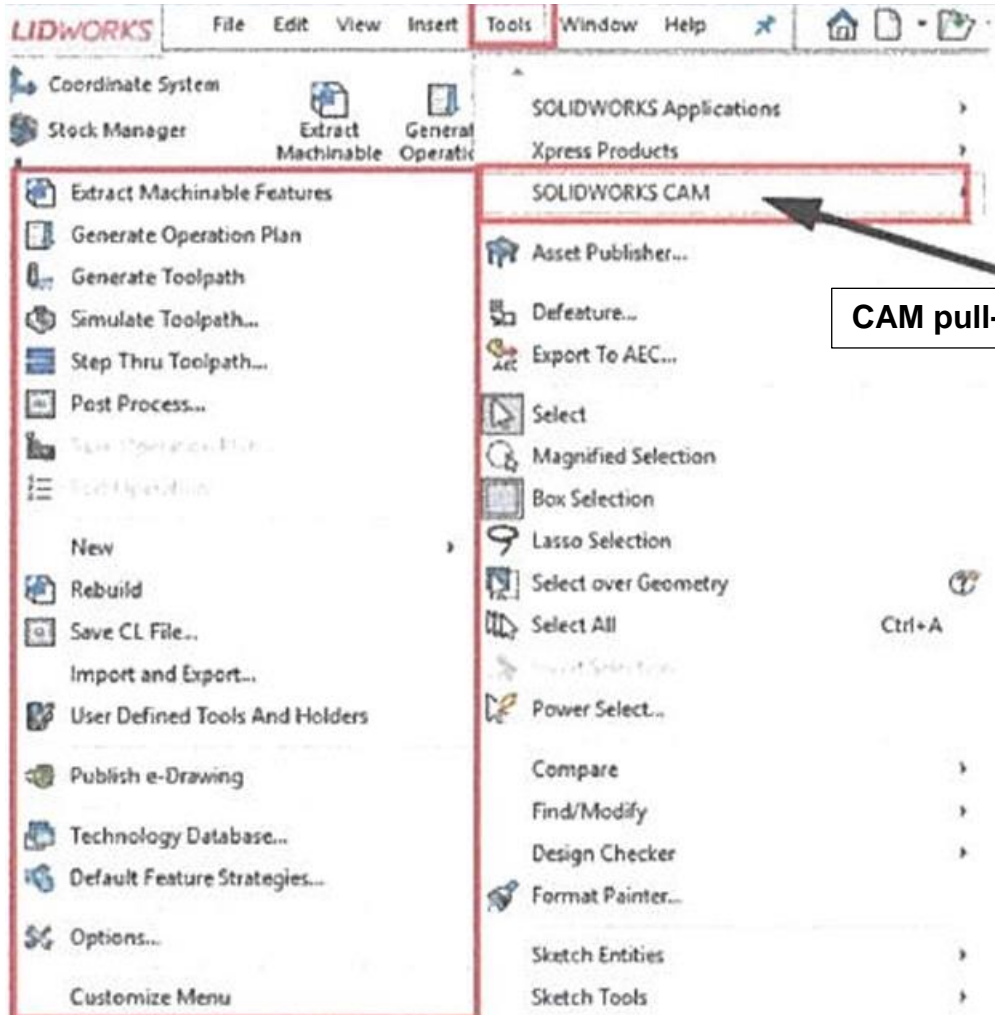 LIDWORKS File Edit View Insert Tools Window Help
Coordinate System
Stock Manager
Extract Machinable
General Operatic
Extract Machinable Features
Generate Operation Plan
Generate Toolpath
Simulate Toolpath...
Step Thru Toolpath...
Post Process...
New
Rebuild
Save CL File...
Import and Export...
User Defined Tools And Holders
Publish e-Drawing
Technology Database...
Default Feature Strategies...
Options...
Customize Menu
SOLIDWORKS Applications
Xpress Products
SOLIDWORKS CAM
CAM pull-
Asset Publisher...
Defeature...
AEC
Export To AEC...
Select
Magnified Selection
Box Selection
Lasso Selection
Select over Geometry
Select All Ctrl+A
Power Select...
Compare
Find/Modify
Design Checker
Format Painter...
Sketch Entities
Sketch Tools